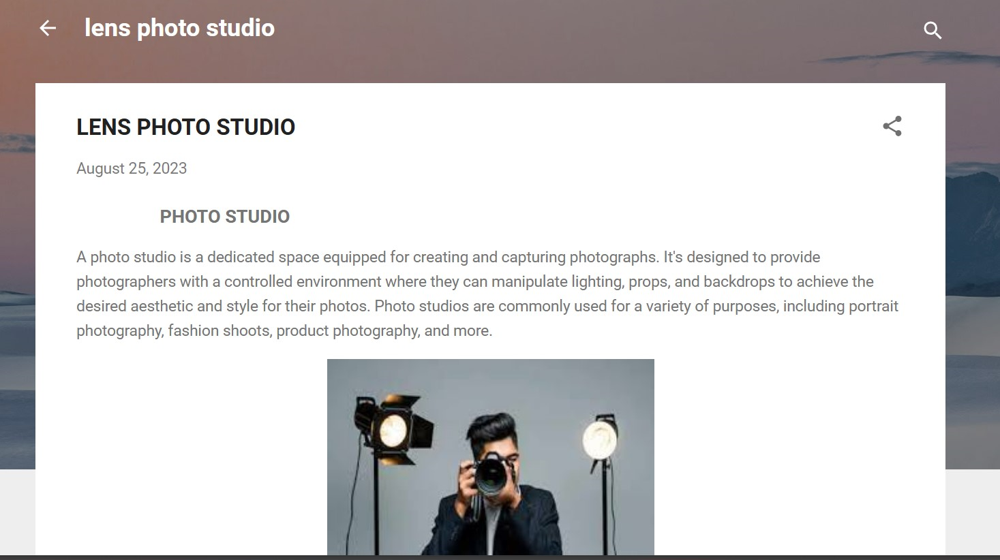 lens photo studio
LENS PHOTO STUDIO
August 25, 2023
PHOTO STUDIO
A photo studio is a dedicated space equipped for creating and capturing photographs. It's designed to provide
photographers with a controlled environment where they can manipulate lighting, props, and backdrops to achieve the
desired aesthetic and style for their photos. Photo studios are commonly used for a variety of purposes, including portrait
photography, fashion shoots, product photography, and more.